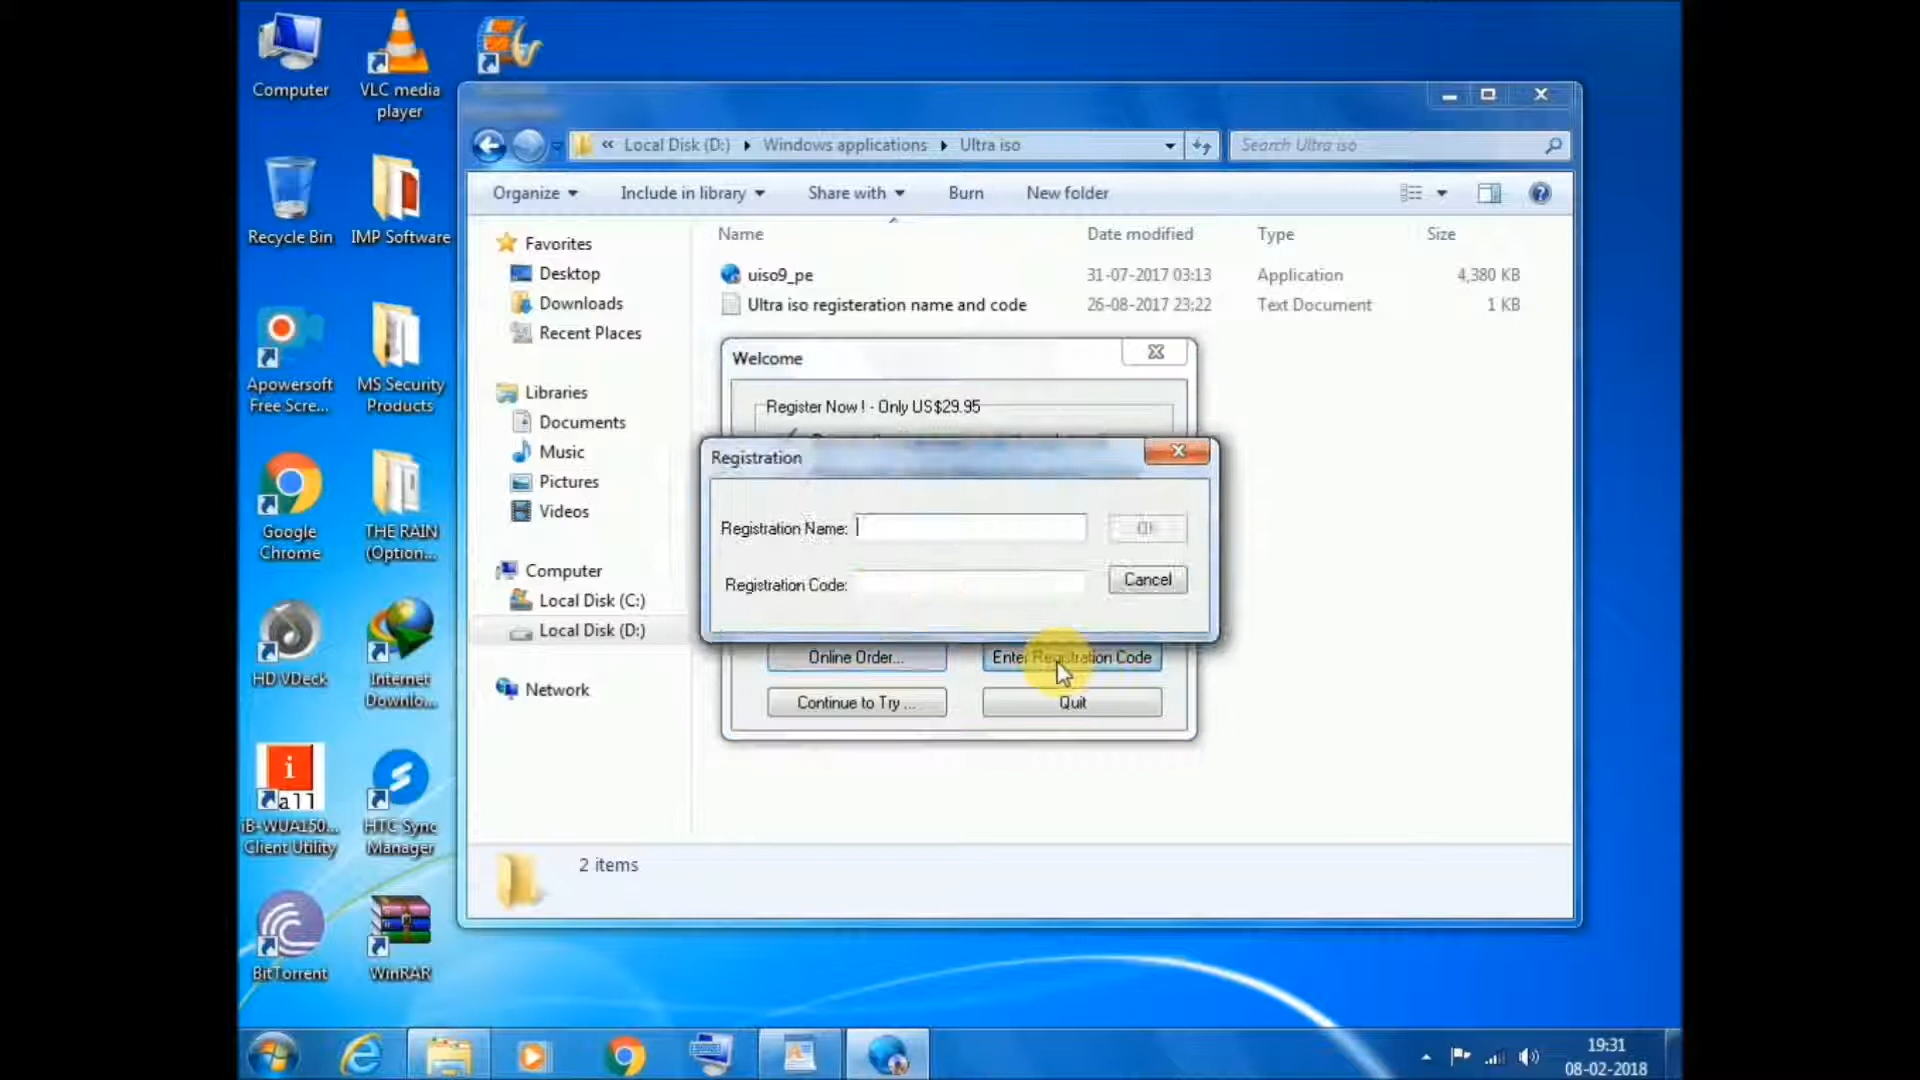 Computer
VLC media
player
Recycle Bin
IMP Software
Apowersoft
Free Scre...
MS Security
Products
Google
Chrome
THE RAIN
(Option...
HD VDeck
Internet
Downlo...
i
all
iB-WUA150...
Client Utility
HTC Sync
Manager
BitTorrent
WinRAR
« Local Disk (D:) Windows applications Ultra iso
Search Ultra iso
Organize Include in library Share with Burn New folder
Name Date modified Type Size
uiso9_pe 31-07-2017 03:13 Application 4,380 KB
Ultra iso registeration name and code 26-08-2017 23:22 Text Document 1 KB
Favorites
Desktop
Downloads
Recent Places
Libraries
Documents
Music
Pictures
Videos
Computer
Local Disk (C:)
Local Disk (D:)
Network
Welcome
Register Now ! - Only US$29.95
Registration
Registration Name:
Registration Code:
Cancel
Online Order... Enter Registration Code
Continue to Try ... Quit
2 items
19:31
08-02-2018